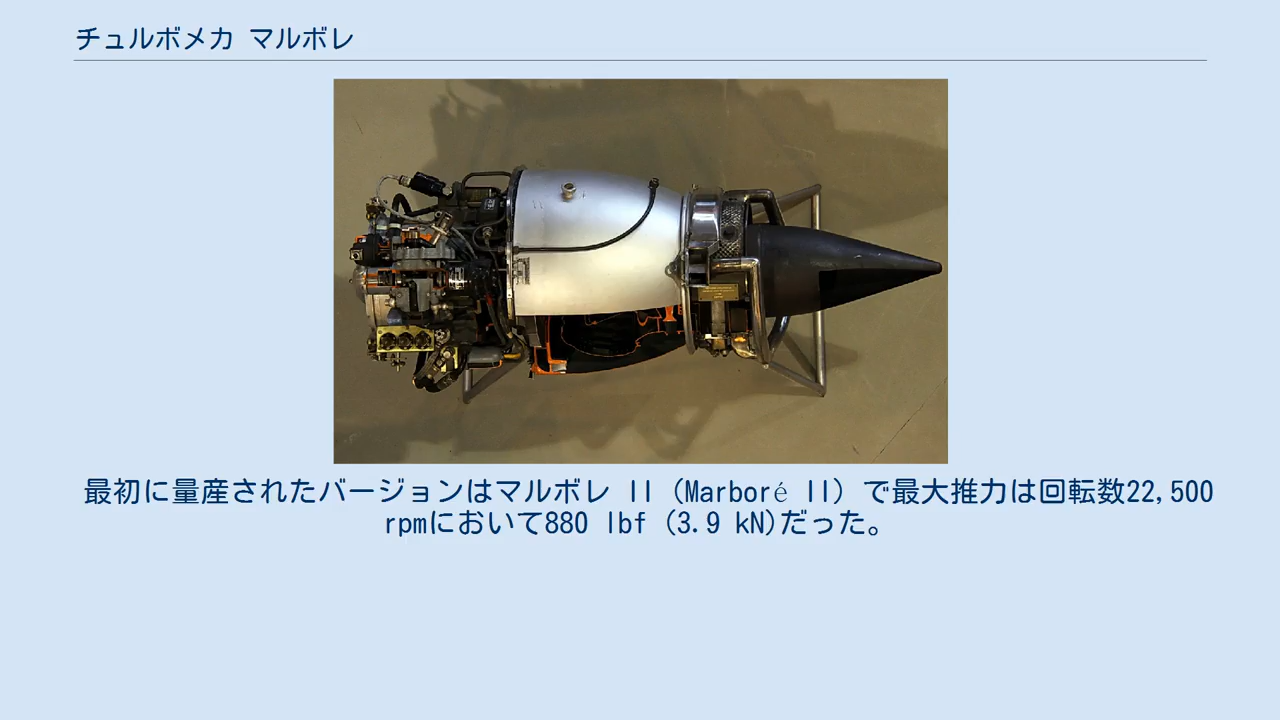 チュルボメカ マルボレ
最初に量産されたバージョンはマルボレ II (Marboré II) で最大推力は回転数22,500
rpmにおいて880 lbf (3.9 kN)だった。